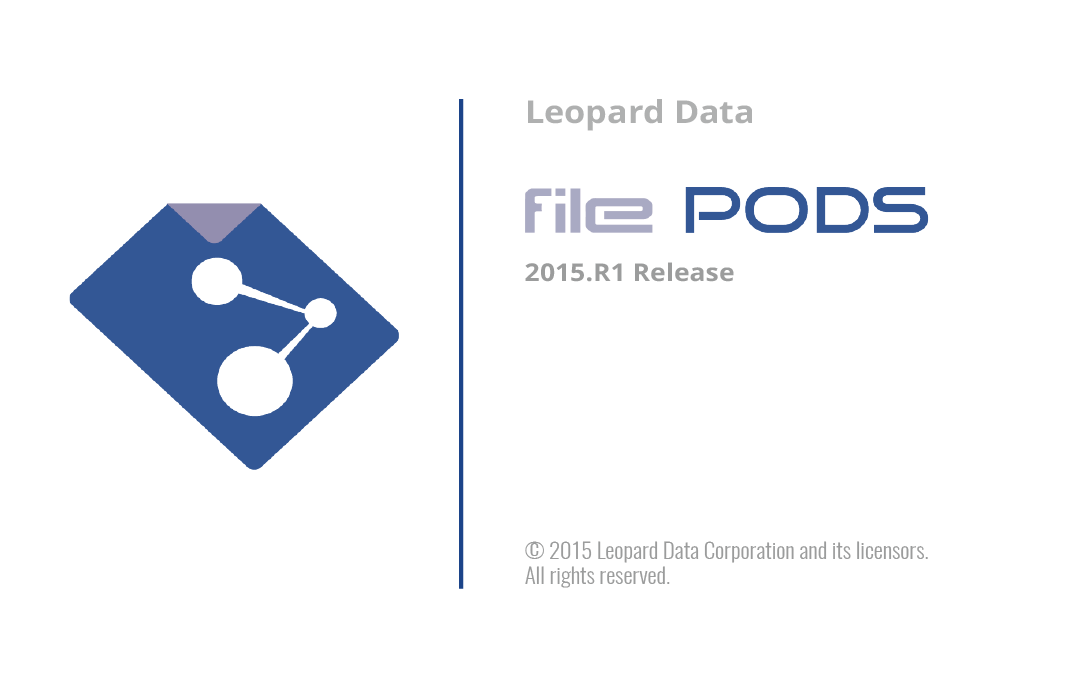 Leopard Data
file PODS
2015.R1 Release
© 2015 Leopard Data Corporation and its licensors.
All rights reserved.